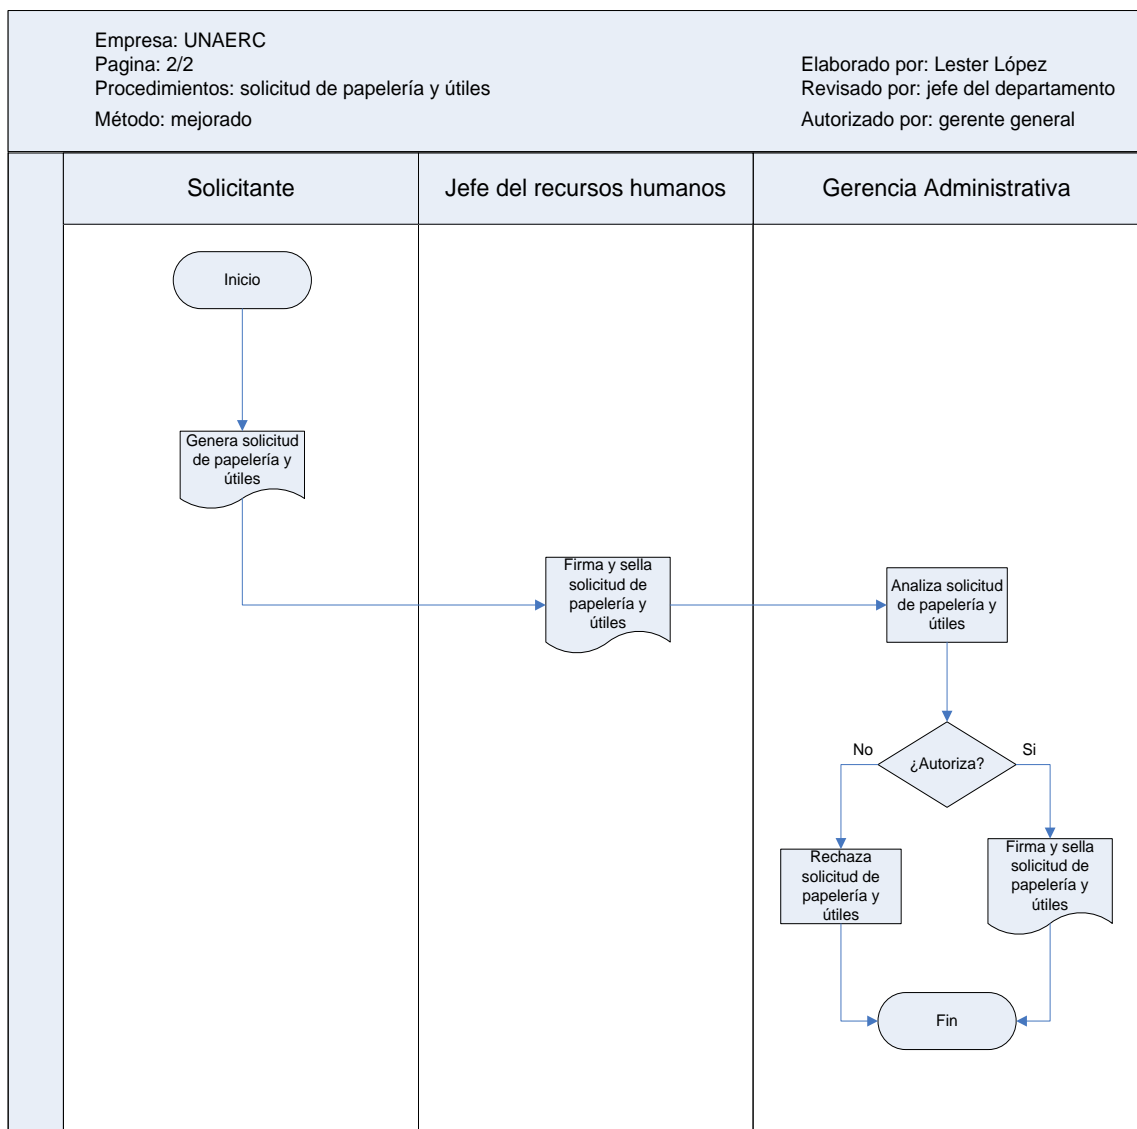 Empresa: UNAERC
Pagina: 2/2
Procedimientos: solicitud de papelería y útiles
Método: mejorado
Elaborado por: Lester López
Revisado por: jefe del departamento
Autorizado por: gerente general
Solicitante
Jefe del recursos humanos
Gerencia Administrativa
Inicio
Genera solicitud
de papelería y
útiles
Firma y sella
solicitud de
papelería y
útiles
Analiza solicitud
de papelería y
útiles
¿Autoriza?
No
Si
Rechaza
solicitud de
papelería y
útiles
Firma y sella
solicitud de
papelería y
útiles
Fin